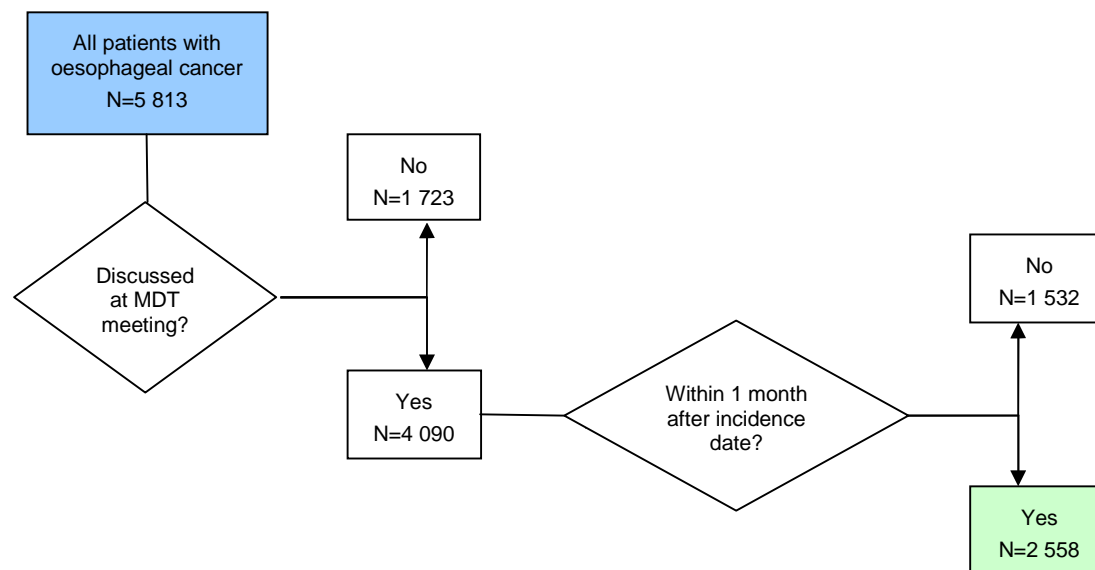 All patients with
oesophageal cancer
N=5 813
No
N=1 723
Discussed
at MDT
meeting?
Yes
N=4 090
Within 1 month
after incidence
date?
No
N=1 532
Yes
N=2 558